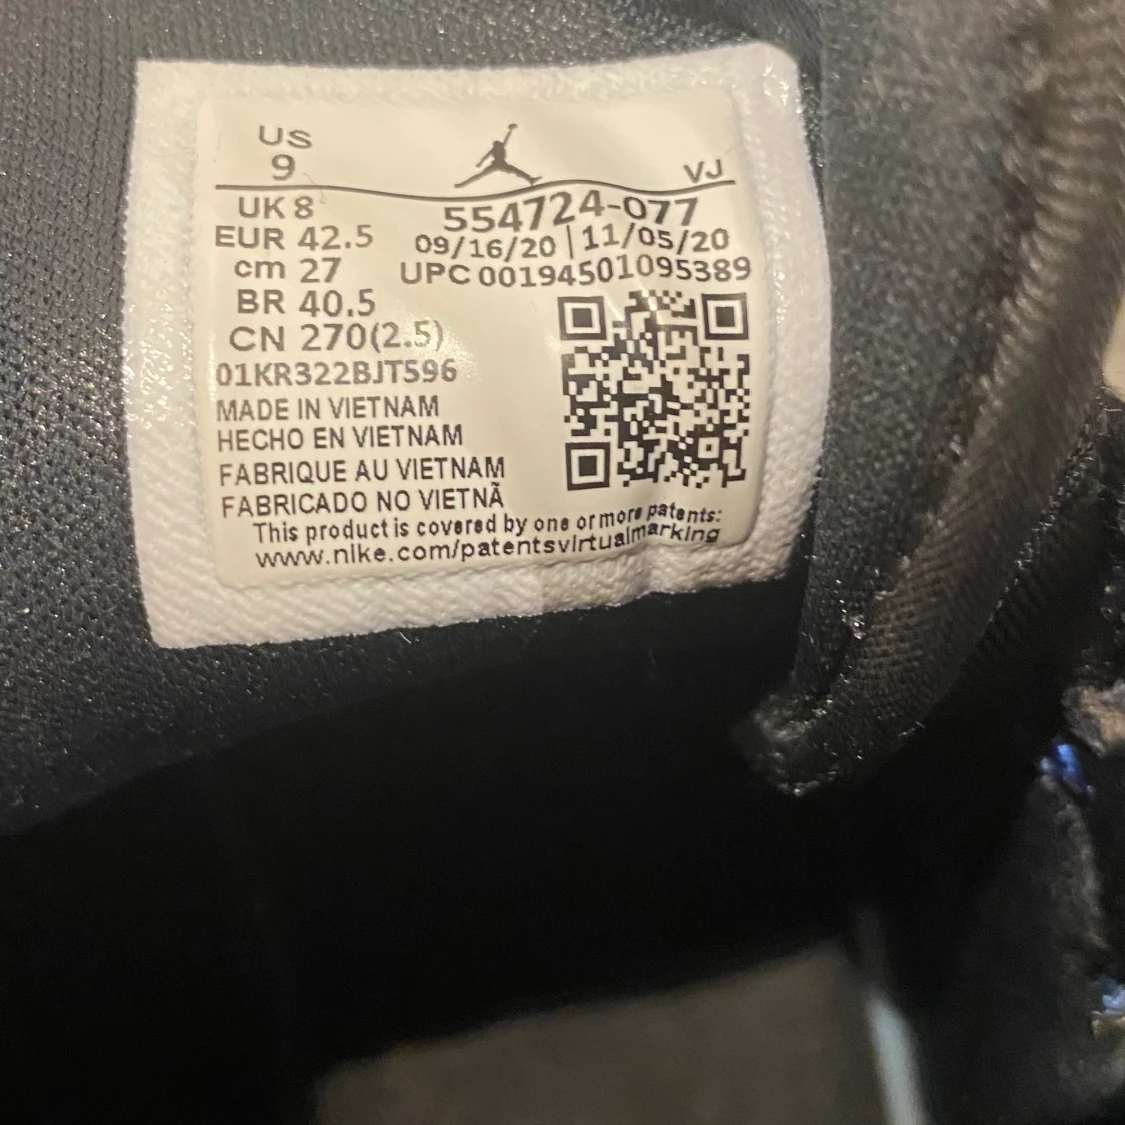 US
9
VJ
UK 8
554724-077
EUR 42.5
09/16/20 | 11/05/20
cm 27
UPC 00194501095389
BR 40.5
CN 270(2.5)
01KR322BJT596
MADE IN VIETNAM
HECHO EN VIETNAM
FABRIQUE AU VIETNAM
FABRICADO NO VIETNÃ
This product is covered by one or more patents:
www.nike.com/patentsvirtualmarking